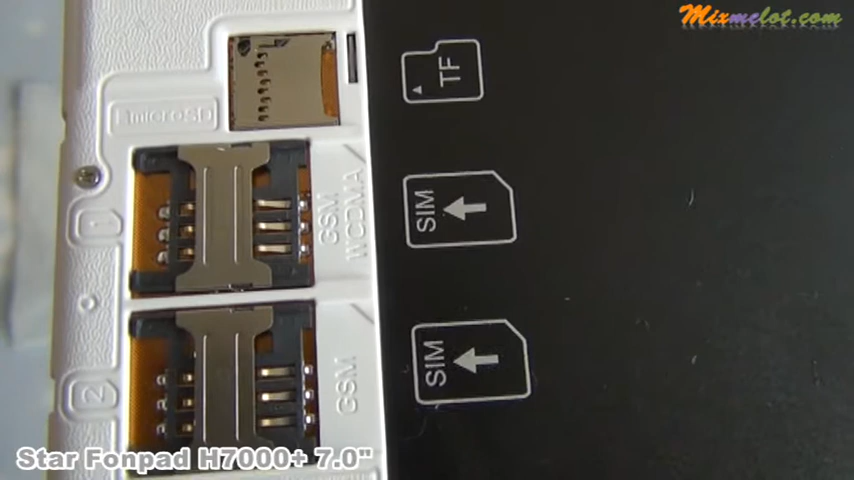 Mixmelot.com
TF
microSD
1
GSM
WCDMA
SIM
2
GSM
SIM
Star Fonpad H7000+ 7.0"